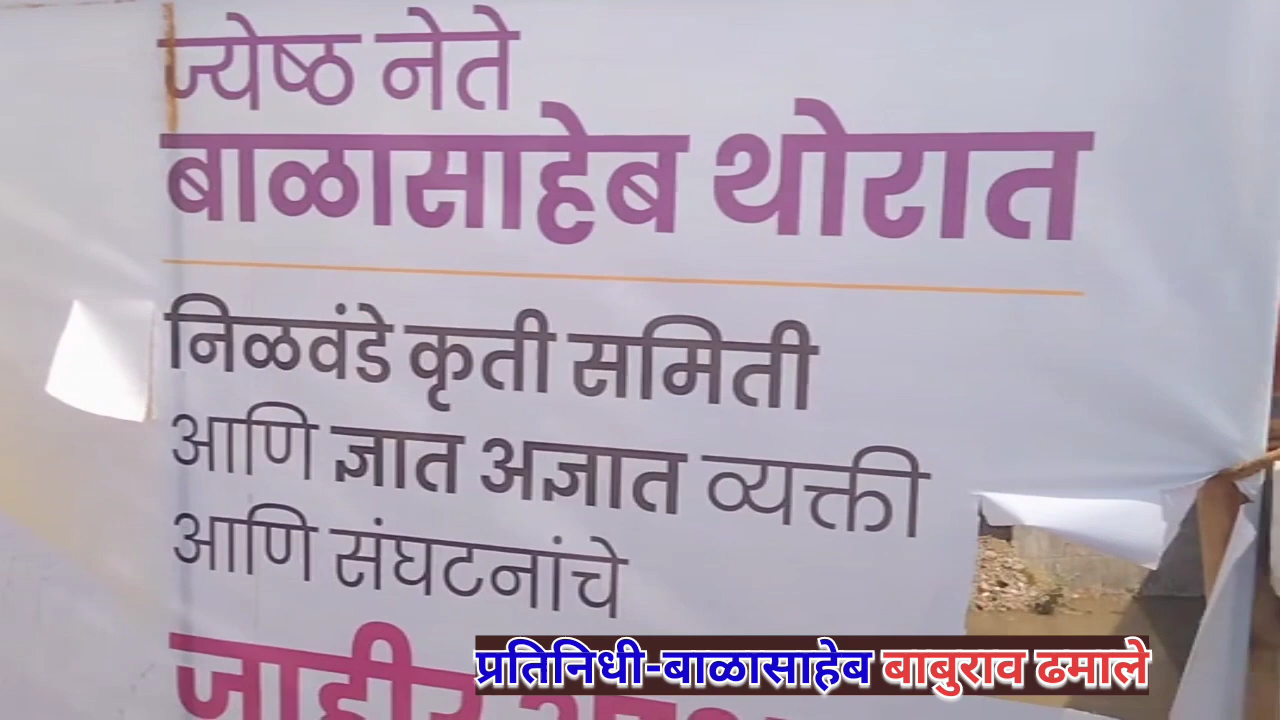 ज्येष्ठ नेते
बाळासाहेब थोरात
निळवंडे कृती समिती
आणि ज्ञात अज्ञात व्यक्ती
आणि संघटनांचे
जाहीर
प्रतिनिधी-बाळासाहेब बाबुराव ढमाले